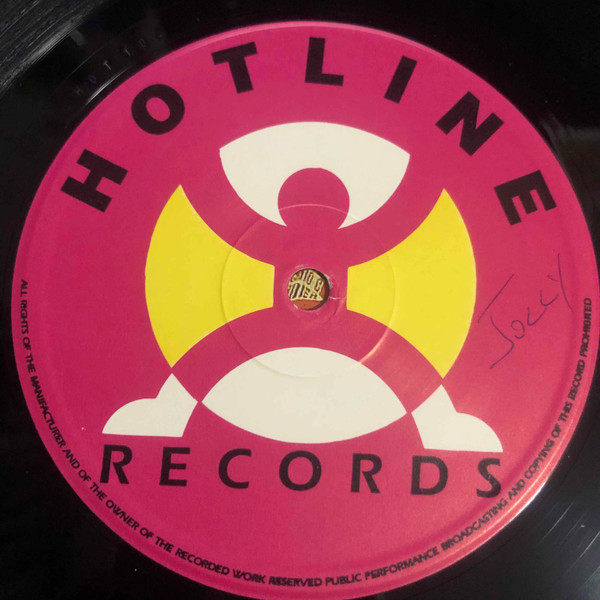 HOTLINE
RECORDS
JOLLY
ALL RIGHTS OF THE MANUFACTURER AND OF THE OWNER OF THE RECORDED WORK RESERVED PUBLIC PERFORMANCE BROADCASTING AND COPYING OF THIS RECORD PROHIBITED